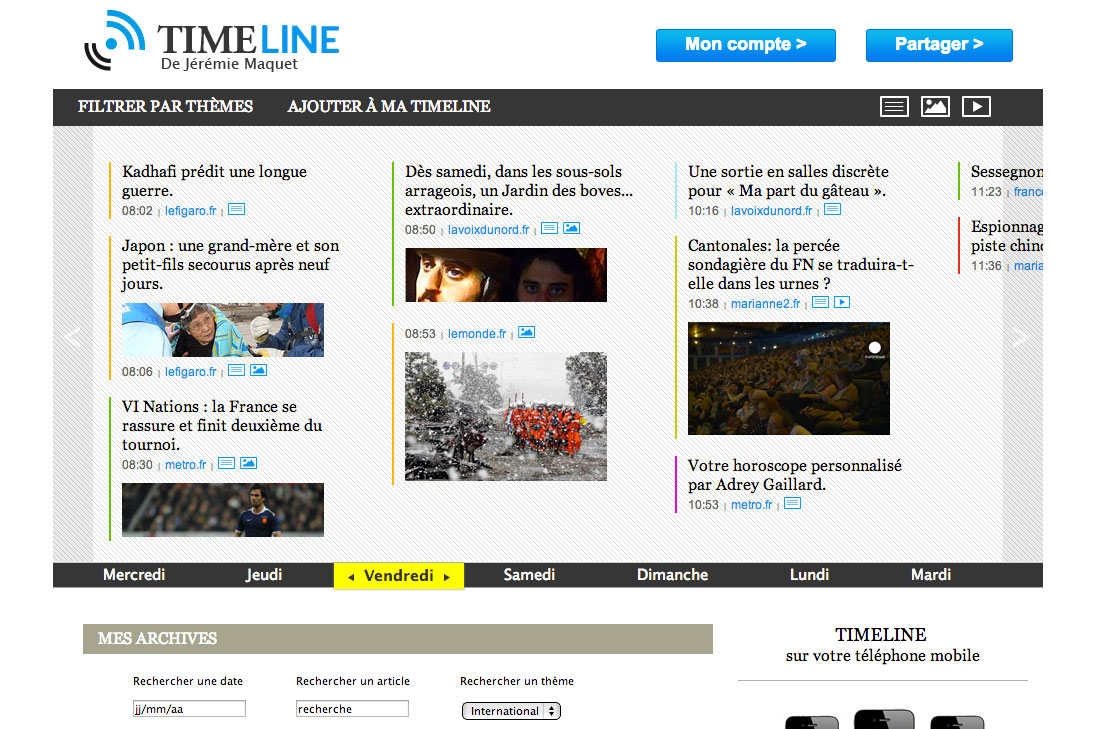 TIMELINE
De Jérémie Maquet
Mon compte >
Partager >
FILTRER PAR THÈMES
AJOUTER À MA TIMELINE
Kadhafi prédit une longue
guerre.
08:02 | lefigaro.fr |
Japon : une grand-mère et son
petit-fils secourus après neuf
jours.
08:06 | lefigaro.fr |
VI Nations : la France se
rassure et finit deuxième du
tournoi.
08:30 | metro.fr |
Dès samedi, dans les sous-sols
arrageois, un Jardin des boves...
extraordinaire.
08:50 | lavoixdunord.fr |
08:53 | lemonde.fr |
Une sortie en salles discrète
pour « Ma part du gâteau ».
10:16 | lavoixdunord.fr |
Cantonales: la percée
sondagière du FN se traduira-t-
elle dans les urnes ?
10:38 | marianne2.fr |
Votre horoscope personnalisé
par Adrey Gaillard.
10:53 | metro.fr |
Sessegnon
11:23 | franc
Espionnag
piste chino
11:36 | maria
Mercredi
Jeudi
◂ Vendredi ▸
Samedi
Dimanche
Lundi
Mardi
MES ARCHIVES
Rechercher une date
Rechercher un article
Rechercher un thème
jj/mm/aa
recherche
International
TIMELINE
sur votre téléphone mobile